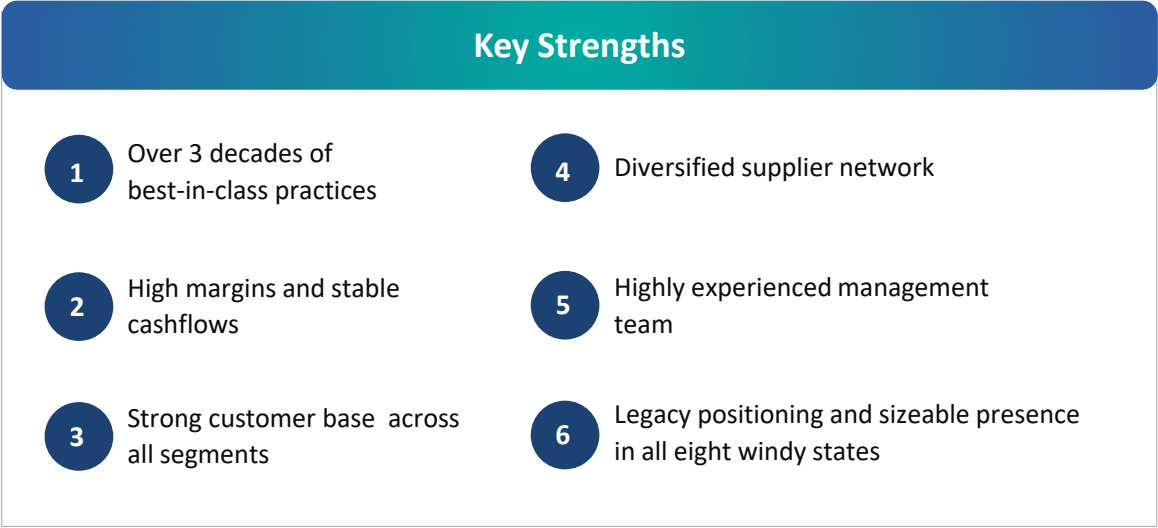 Key Strengths
1
Over 3 decades of
best-in-class practices
2
High margins and stable
cashflows
3
Strong customer base  across
all segments
4
Diversified supplier network
5
Highly experienced management
team
6
Legacy positioning and sizeable presence
in all eight windy states